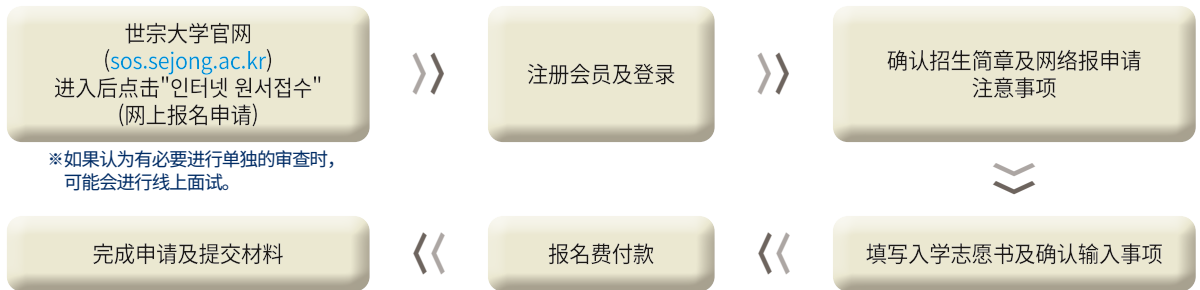 世宗大学官网
(sos.sejong.ac.kr)
进入后点击"인터넷 원서접수"
(网上报名申请)
※如果认为有必要进行单独的审查时，
可能会进行线上面试。
注册会员及登录
确认招生简章及网络报申请
注意事项
填写入学志愿书及确认输入事项
报名费付款
完成申请及提交材料